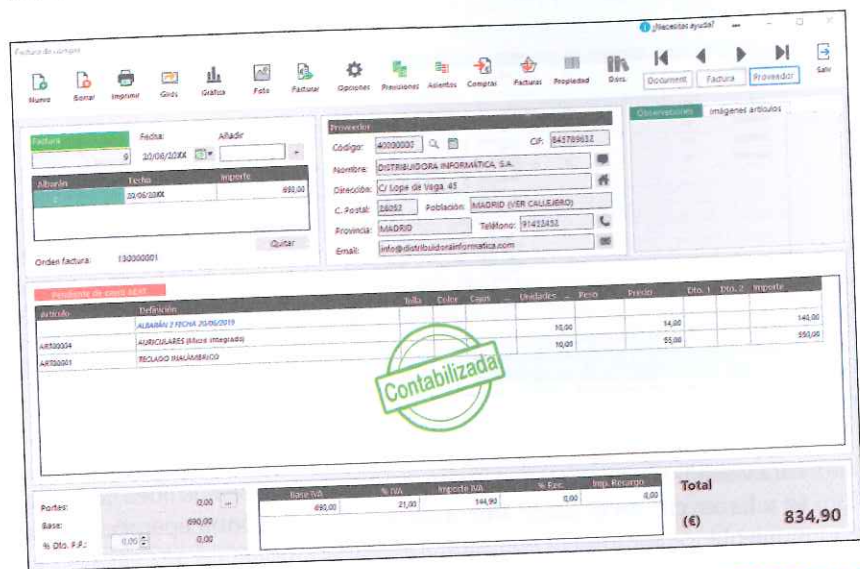 ¿Necesitas ayuda?
Factura de compra
Nuevo Borrar Imprimir Giros Gráfica Foto Facturar Opciones Previsiones Asientos Compras Facturas Propiedad Docs. Document Factura Proveedor Salir
Factura Fecha: Añadir
9 20/06/20XX
Albarán Fecha Importe
2 20/06/20XX 690,00
Quitar
Orden factura: 130000001
Proveedor
Código: 40000000 CIF:
Nombre: DISTRIBUIDORA INFORMÁTICA, S.A.
Dirección: C/ Lope de Vega, 45
C. Postal: Población: MADRID (VER CALLEJERO)
Provincia: MADRID Teléfono: 91452452
Email: info@distribuidorainformatica.com
Observaciones Imágenes artículos
Pendiente de envío
Artículo Definición Talla Color Cajas ... Unidades ... Peso Precio Dto. 1 Dto. 2 Importe
ALBARÁN 2 FECHA 20/06/2019
ART00004 AURICULARES (Micro integrado) 10,00 14,00 140,00
ART00001 TECLADO INALÁMBRICO 10,00 55,00 550,00
Contabilizada
Portes: 0,00 ...
Base: 690,00
% Dto. P.P.: 0,00 0,00
Base IVA % IVA Importe IVA % Rec. Imp. Recargo
690,00 21,00 144,90 0,00 0,00
Total
(€) 834,90